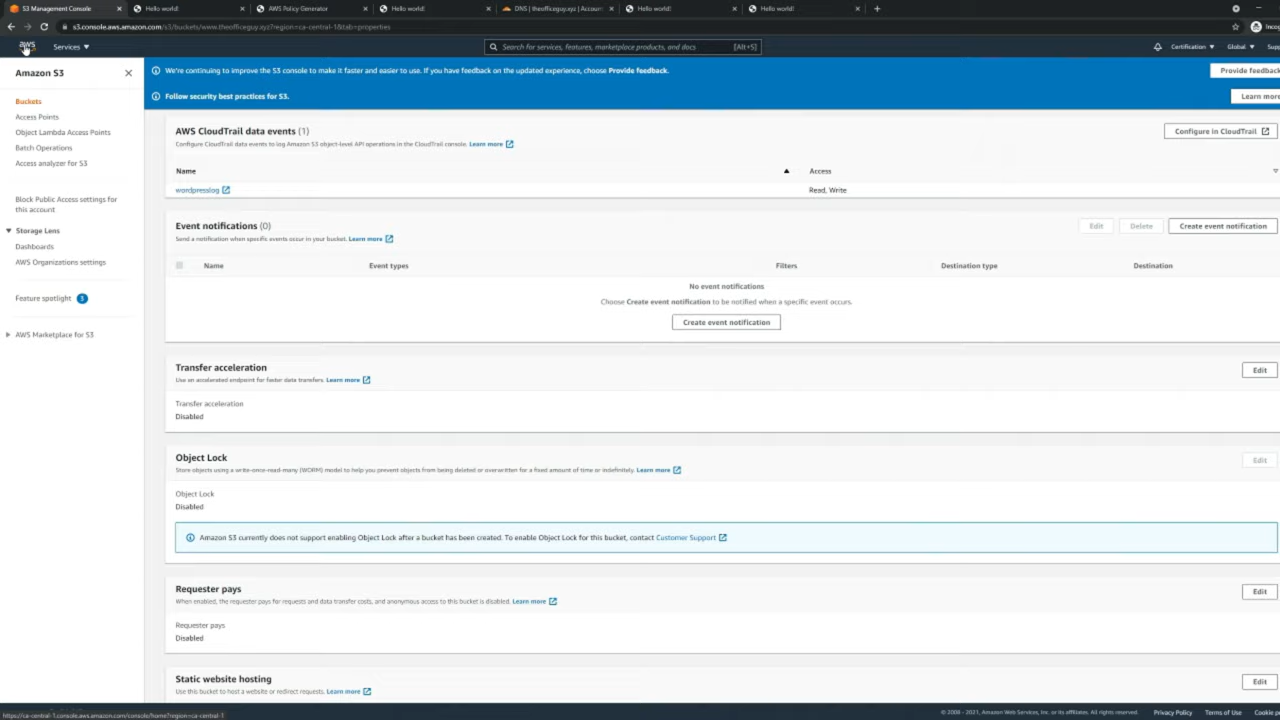 S3 Management Console
Hello world!
AWS Policy Generator
Hello world!
DNS | theofficeguy.xyz | Account
Hello world!
Hello world!
s3.console.aws.amazon.com/s3/buckets/www.theofficeguy.xyz?region=ca-central-1&tab=properties
aws
Services
Search for services, features, marketplace products, and docs
[Alt+S]
Certification
Global
Amazon S3
We're continuing to improve the S3 console to make it faster and easier to use. If you have feedback on the updated experience, choose Provide feedback.
Provide feedback
Follow security best practices for S3.
Learn more
Buckets
Access Points
Object Lambda Access Points
Batch Operations
Access analyzer for S3
Block Public Access settings for
this account
Storage Lens
Dashboards
AWS Organizations settings
Feature spotlight 3
AWS Marketplace for S3
AWS CloudTrail data events (1)
Configure in CloudTrail
Configure CloudTrail data events to log Amazon S3 object-level API operations in the CloudTrail console. Learn more
Name
Access
wordpresslog
Read, Write
Event notifications (0)
Edit
Delete
Create event notification
Send a notification when specific events occur in your bucket. Learn more
Name
Event types
Filters
Destination type
Destination
No event notifications
Choose Create event notification to be notified when a specific event occurs.
Create event notification
Transfer acceleration
Edit
Use an accelerated endpoint for faster data transfers. Learn more
Transfer acceleration
Disabled
Object Lock
Edit
Store objects using a write-once-read-many (WORM) model to help you prevent objects from being deleted or overwritten for a fixed amount of time or indefinitely. Learn more
Object Lock
Disabled
Amazon S3 currently does not support enabling Object Lock after a bucket has been created. To enable Object Lock for this bucket, contact Customer Support
Requester pays
Edit
When enabled, the requester pays for requests and data transfer costs, and anonymous access to this bucket is disabled. Learn more
Requester pays
Disabled
Static website hosting
Edit
Use this bucket to host a website or redirect requests. Learn more
https://ca-central-1.console.aws.amazon.com/console/home?region=ca-central-1
© 2008 - 2021, Amazon Web Services, Inc. or its affiliates. All rights reserved.
Privacy Policy
Terms of Use